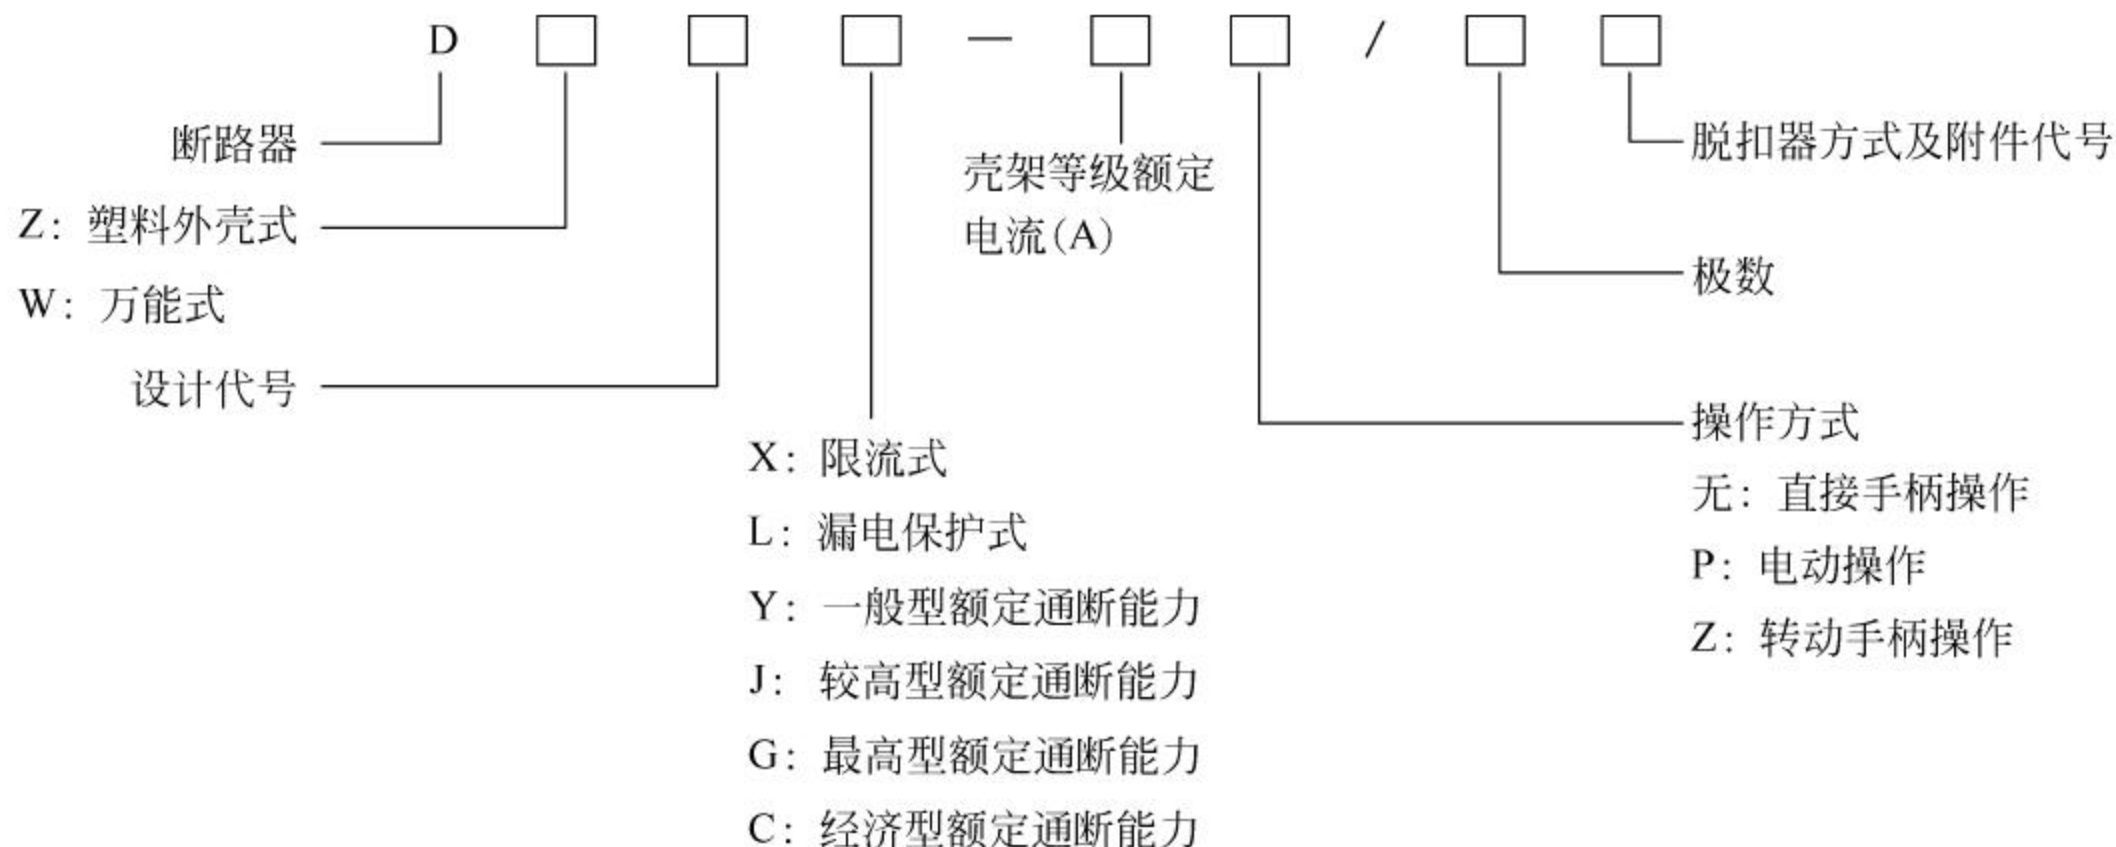 D □ □ □ — □ □ / □ □
断路器
Z: 塑料外壳式
W: 万能式
设计代号
X: 限流式
L: 漏电保护式
Y: 一般型额定通断能力
J: 较高型额定通断能力
G: 最高型额定通断能力
C: 经济型额定通断能力
壳架等级额定
电流(A)
脱扣器方式及附件代号
极数
操作方式
无: 直接手柄操作
P: 电动操作
Z: 转动手柄操作